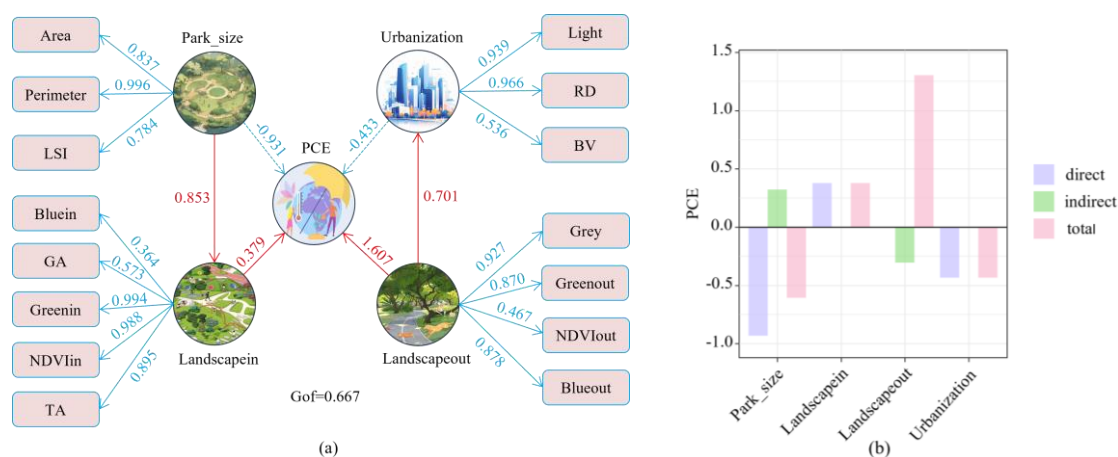 Area
Perimeter
LSI
0.837
0.996
0.784
Park_size
Urbanization
0.939
0.966
0.536
Light
RD
BV
-0.931
-0.433
PCE
0.853
0.701
Bluein
GA
Greenin
NDVIin
TA
0.364
0.573
0.994
0.988
0.895
0.379
1.607
0.927
0.870
0.467
0.878
Grey
Greenout
NDVIout
Blueout
Landscapein
Landscapeout
Gof=0.667
(a)
PCE
1.5
1.0
0.5
0.0
-0.5
-1.0
Park_size
Landscapein
Landscapeout
Urbanization
direct
indirect
total
(b)